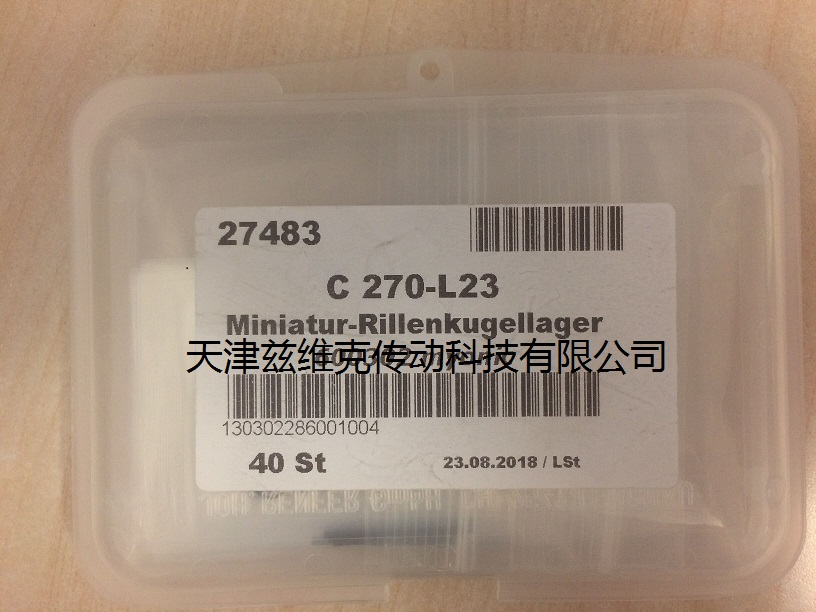 27483
C 270-L23
Miniatur-Rillenkugellager
天津兹维克传动科技有限公司
130302286001004
40 St
23.08.2018 / LSt